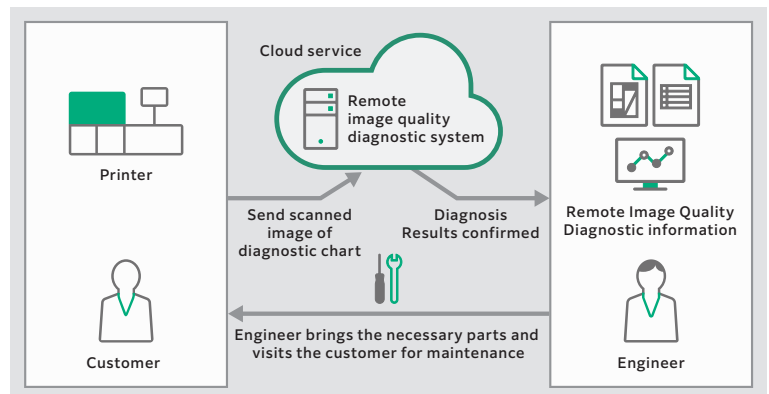 Cloud service
Remote
image quality
diagnostic system
Printer
Send scanned
image of
diagnostic chart
Diagnosis
Results confirmed
Remote Image Quality
Diagnostic information
Customer
Engineer brings the necessary parts and
visits the customer for maintenance
Engineer